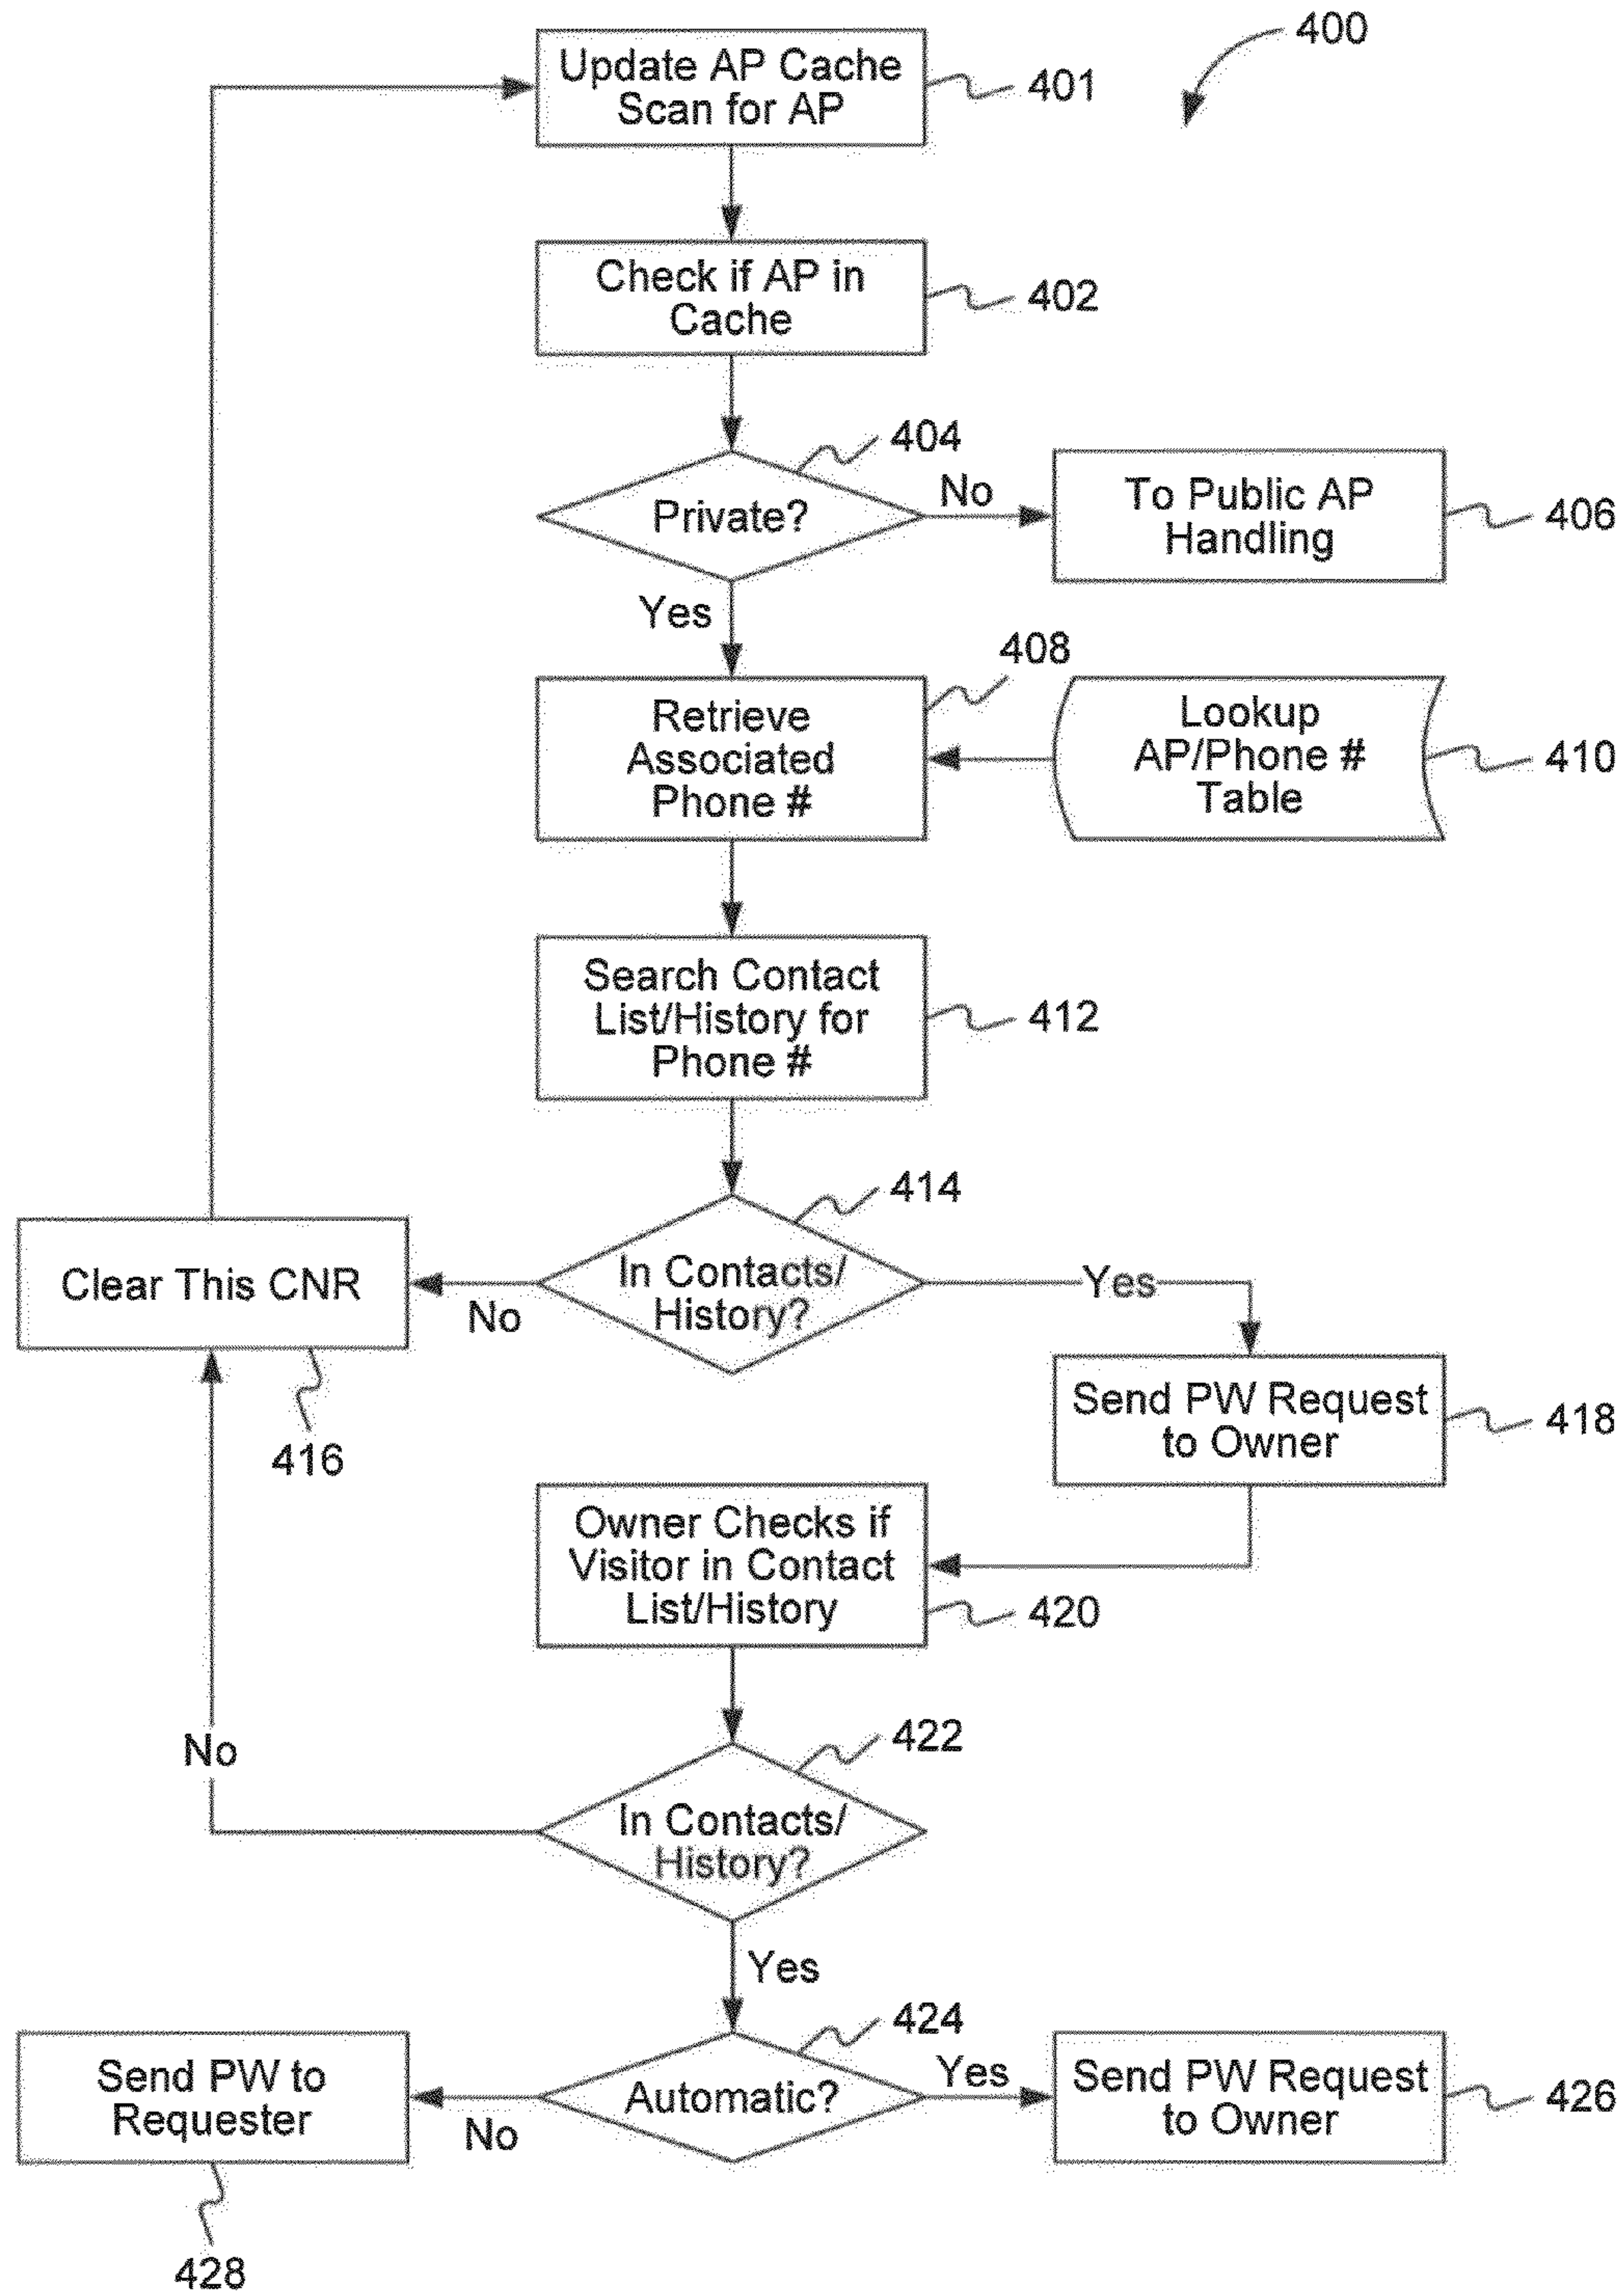 400
Update AP Cache
Scan for AP
401
Check if AP in
Cache
402
404
Private?
No
To Public AP
Handling
406
Yes
408
Retrieve
Associated
Phone #
Lookup
AP/Phone #
Table
410
Search Contact
List/History for
Phone #
412
414
In Contacts/
History?
No
Yes
Clear This CNR
416
Send PW Request
to Owner
418
Owner Checks if
Visitor in Contact
List/History
420
No
422
In Contacts/
History?
Yes
424
Automatic?
Yes
Send PW Request
to Owner
426
No
Send PW to
Requester
428